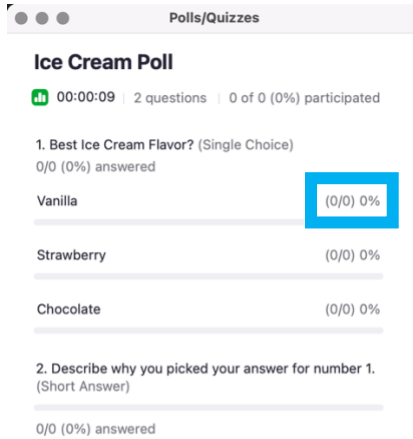 Polls/Quizzes
Ice Cream Poll
00:00:09 | 2 questions | 0 of 0 (0%) participated
1. Best Ice Cream Flavor? (Single Choice)
0/0 (0%) answered
Vanilla (0/0) 0%
Strawberry (0/0) 0%
Chocolate (0/0) 0%
2. Describe why you picked your answer for number 1.
(Short Answer)
0/0 (0%) answered